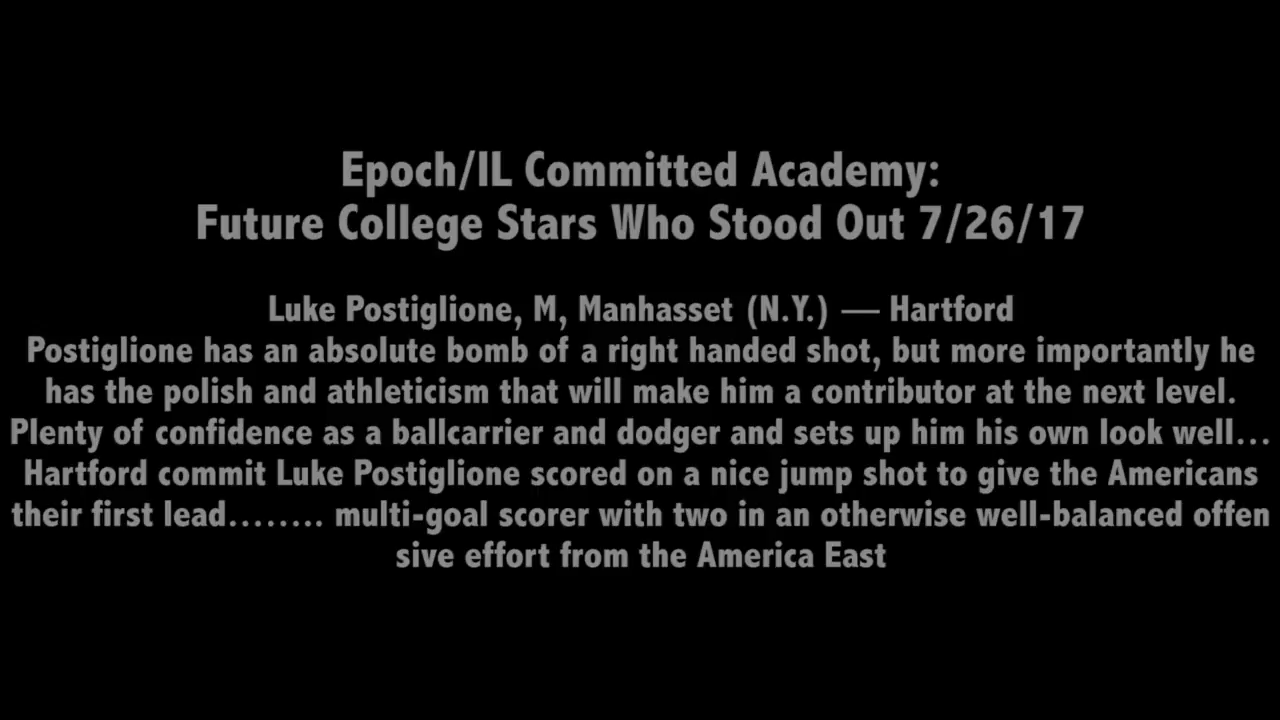 Epoch/IL Committed Academy:
Future College Stars Who Stood Out 7/26/17
Luke Postiglione, M, Manhasset (N.Y.) — Hartford
Postiglione has an absolute bomb of a right handed shot, but more importantly he
has the polish and athleticism that will make him a contributor at the next level.
Plenty of confidence as a ballcarrier and dodger and sets up him his own look well...
Hartford commit Luke Postiglione scored on a nice jump shot to give the Americans
their first lead........ multi-goal scorer with two in an otherwise well-balanced offen
sive effort from the America East